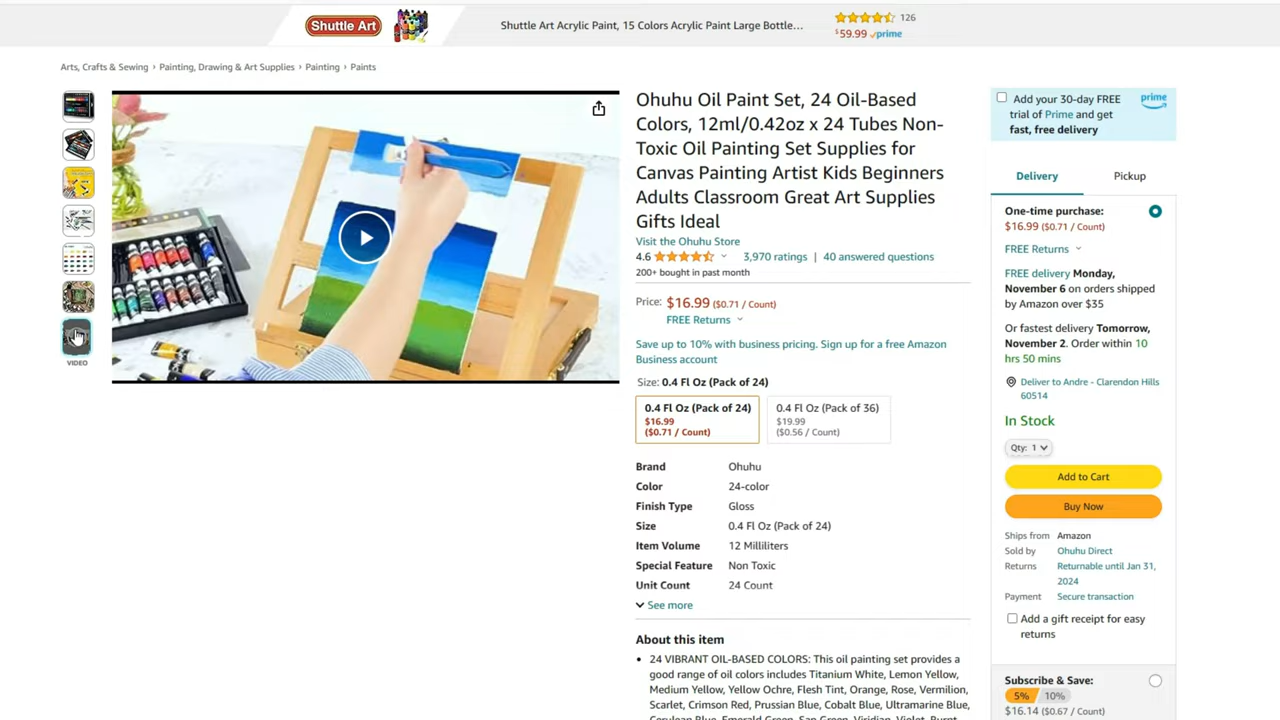 Shuttle Art
Shuttle Art Acrylic Paint, 15 Colors Acrylic Paint Large Bottle...
126
$59.99 prime
Arts, Crafts & Sewing › Painting, Drawing & Art Supplies › Painting › Paints
VIDEO
Ohuhu Oil Paint Set, 24 Oil-Based
Colors, 12ml/0.42oz x 24 Tubes Non-
Toxic Oil Painting Set Supplies for
Canvas Painting Artist Kids Beginners
Adults Classroom Great Art Supplies
Gifts Ideal
Visit the Ohuhu Store
4.6 3,970 ratings | 40 answered questions
200+ bought in past month
Price: $16.99 ($0.71 / Count)
FREE Returns
Save up to 10% with business pricing. Sign up for a free Amazon
Business account
Size: 0.4 Fl Oz (Pack of 24)
0.4 Fl Oz (Pack of 24)
$16.99
($0.71 / Count)
0.4 Fl Oz (Pack of 36)
$19.99
($0.56 / Count)
Brand Ohuhu
Color 24-color
Finish Type Gloss
Size 0.4 Fl Oz (Pack of 24)
Item Volume 12 Milliliters
Special Feature Non Toxic
Unit Count 24 Count
See more
About this item
• 24 VIBRANT OIL-BASED COLORS: This oil painting set provides a
good range of oil colors includes Titanium White, Lemon Yellow,
Medium Yellow, Yellow Ochre, Flesh Tint, Orange, Rose, Vermilion,
Scarlet, Crimson Red, Prussian Blue, Cobalt Blue, Ultramarine Blue,
Cerulean Blue, Emerald Green, Sap Green, Viridian, Violet, Burnt
Add your 30-day FREE
trial of Prime and get
fast, free delivery
prime
Delivery
Pickup
One-time purchase:
$16.99 ($0.71 / Count)
FREE Returns
FREE delivery Monday,
November 6 on orders shipped
by Amazon over $35
Or fastest delivery Tomorrow,
November 2. Order within 10
hrs 50 mins
Deliver to Andre - Clarendon Hills
60514
In Stock
Qty: 1
Add to Cart
Buy Now
Ships from Amazon
Sold by Ohuhu Direct
Returns Returnable until Jan 31,
2024
Payment Secure transaction
Add a gift receipt for easy
returns
Subscribe & Save:
5% 10%
$16.14 ($0.67 / Count)